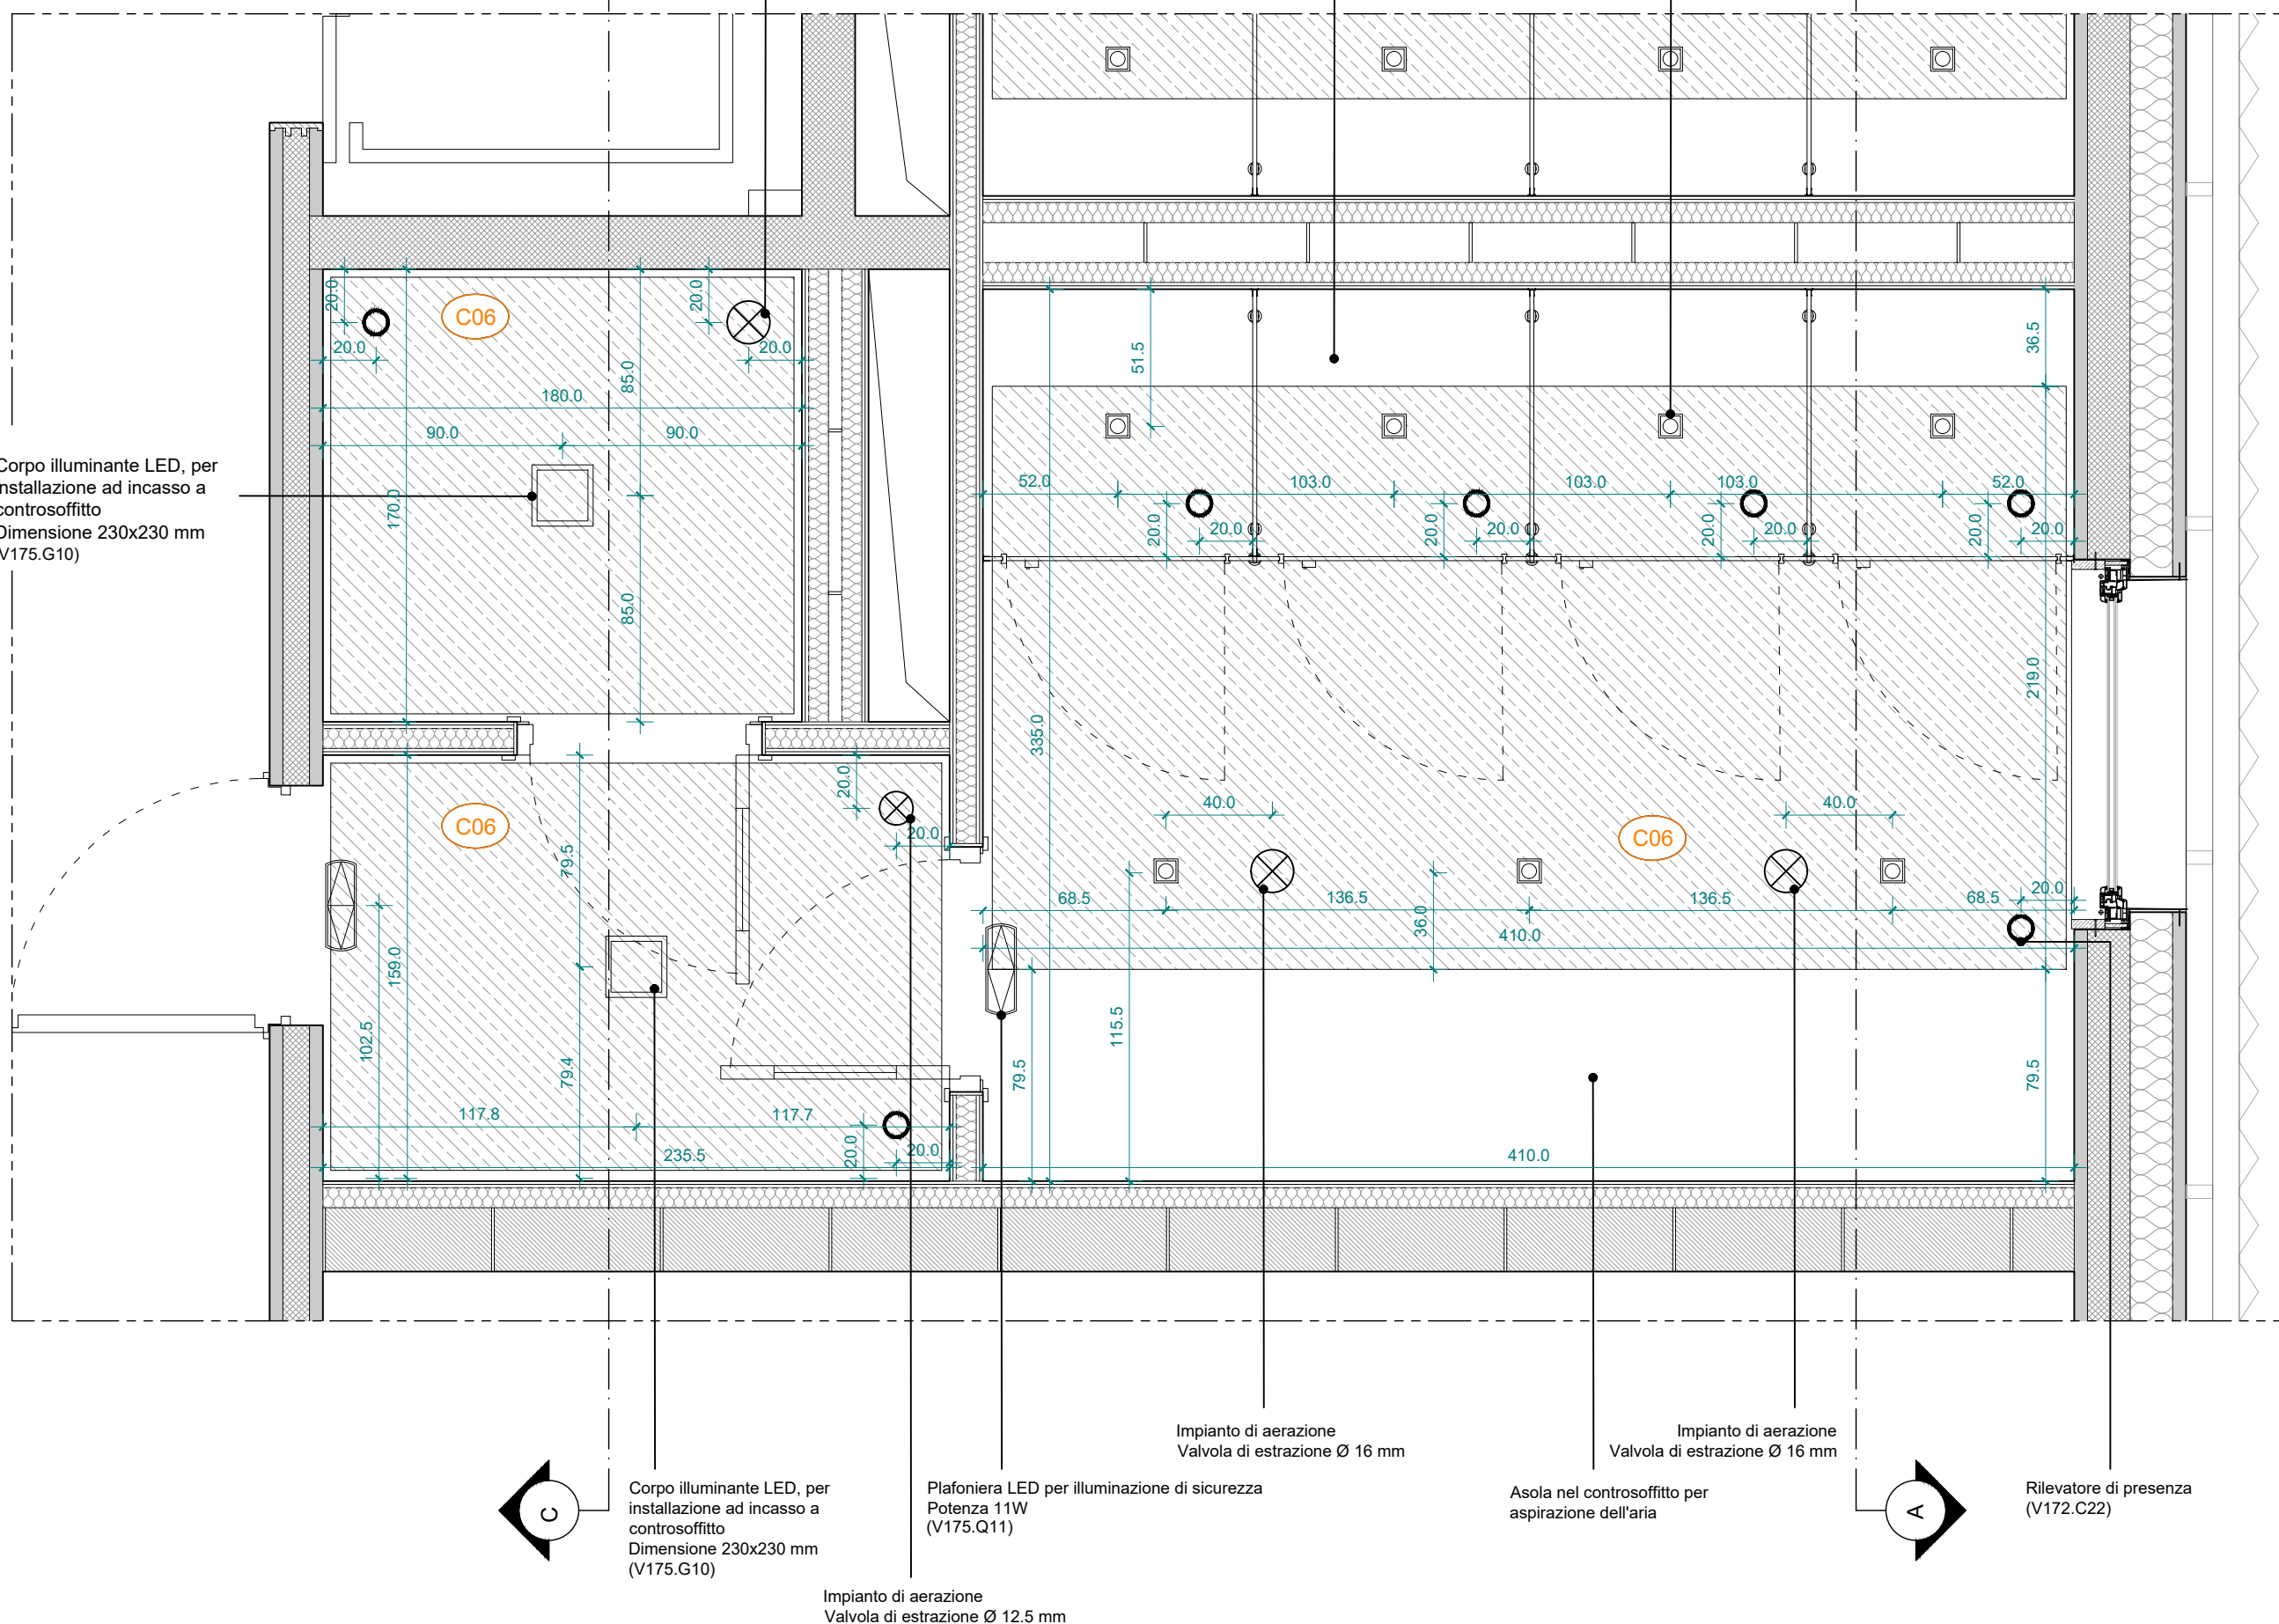 20.0
20.0
C06
20.0
20.0
85.0
180.0
90.0
90.0
170.0
85.0
Corpo illuminante LED, per
installazione ad incasso a
controsoffitto
Dimensione 230x230 mm
(V175.G10)
51.5
36.5
52.0
103.0
103.0
103.0
52.0
20.0
20.0
20.0
20.0
20.0
20.0
20.0
20.0
219.0
335.0
40.0
40.0
C06
20.0
20.0
C06
79.5
159.0
102.5
79.4
117.8
117.7
235.5
20.0
20.0
68.5
136.5
136.5
68.5
20.0
36.0
410.0
115.5
79.5
79.5
410.0
Impianto di aerazione
Valvola di estrazione Ø 16 mm
Impianto di aerazione
Valvola di estrazione Ø 16 mm
C
Corpo illuminante LED, per
installazione ad incasso a
controsoffitto
Dimensione 230x230 mm
(V175.G10)
Plafoniera LED per illuminazione di sicurezza
Potenza 11W
(V175.Q11)
Asola nel controsoffitto per
aspirazione dell'aria
A
Rilevatore di presenza
(V172.C22)
Impianto di aerazione
Valvola di estrazione Ø 12.5 mm